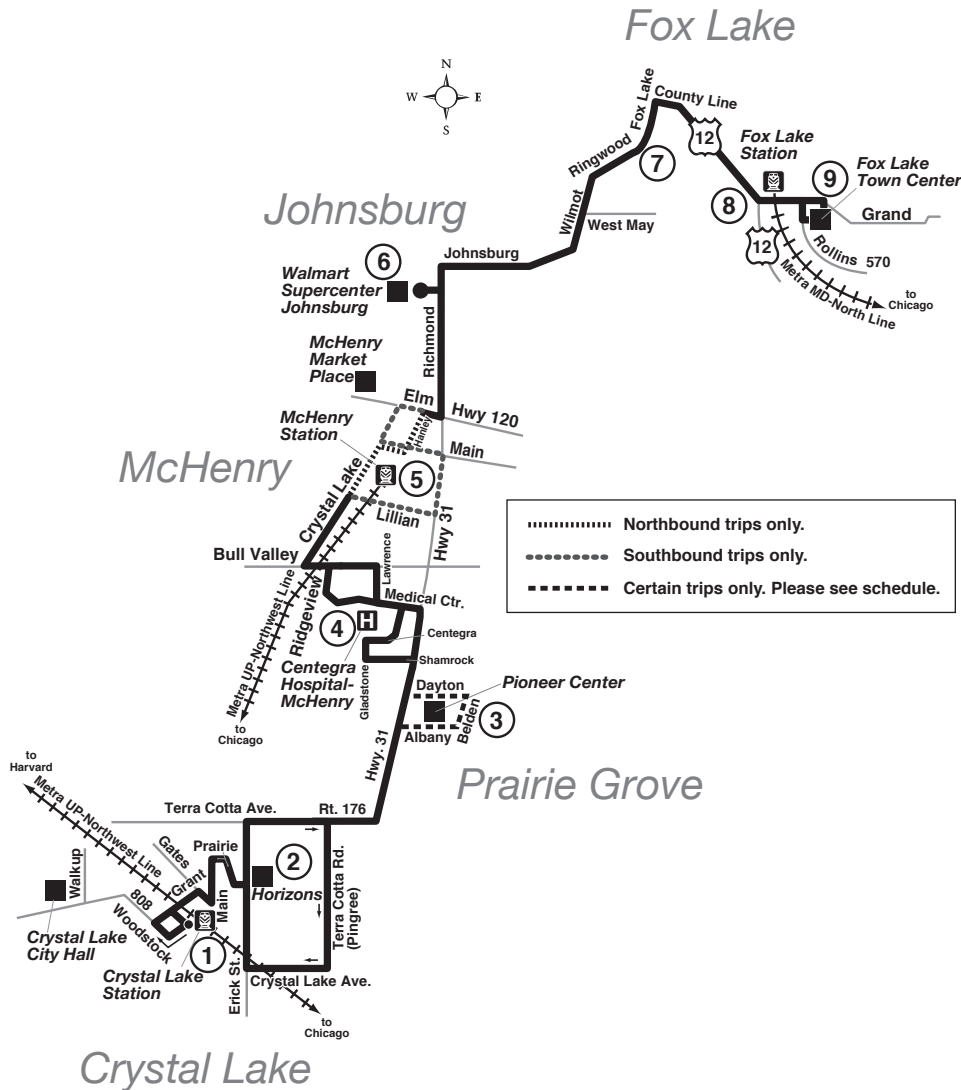 Fox Lake
N
W
E
S
County Line
Fox Lake
12
Fox Lake
Station
Ringwood
7
9
Fox Lake
Town Center
8
Grand
Wilmot
West May
12
Rollins 570
Metra MD-North Line
to
Chicago
Johnsburg
Johnsburg
6
Walmart
Supercenter
Johnsburg
Richmond
McHenry
Market
Place
Elm
Hwy 120
McHenry
Station
Hanley
Main
McHenry
5
Crystal Lake
Lillian
Hwy 31
Northbound trips only.
Southbound trips only.
Certain trips only. Please see schedule.
Bull Valley
Lawrence
Ridgeview
Medical Ctr.
4
H
Centegra
Centegra
Hospital-
McHenry
Shamrock
Gladstone
Metra UP-Northwest Line
to
Chicago
Dayton
Pioneer Center
Belden
3
Albany
Hwy. 31
Prairie Grove
to
Harvard
Metra UP-Northwest Line
Terra Cotta Ave.
Rt. 176
Gates
Prairie
2
Horizons
Walkup
Grant
Main
808
Woodstock
Terra Cotta Rd.
(Pingree)
Crystal Lake
City Hall
1
Crystal Lake
Station
Erick St.
Crystal Lake Ave.
to
Chicago
Crystal Lake